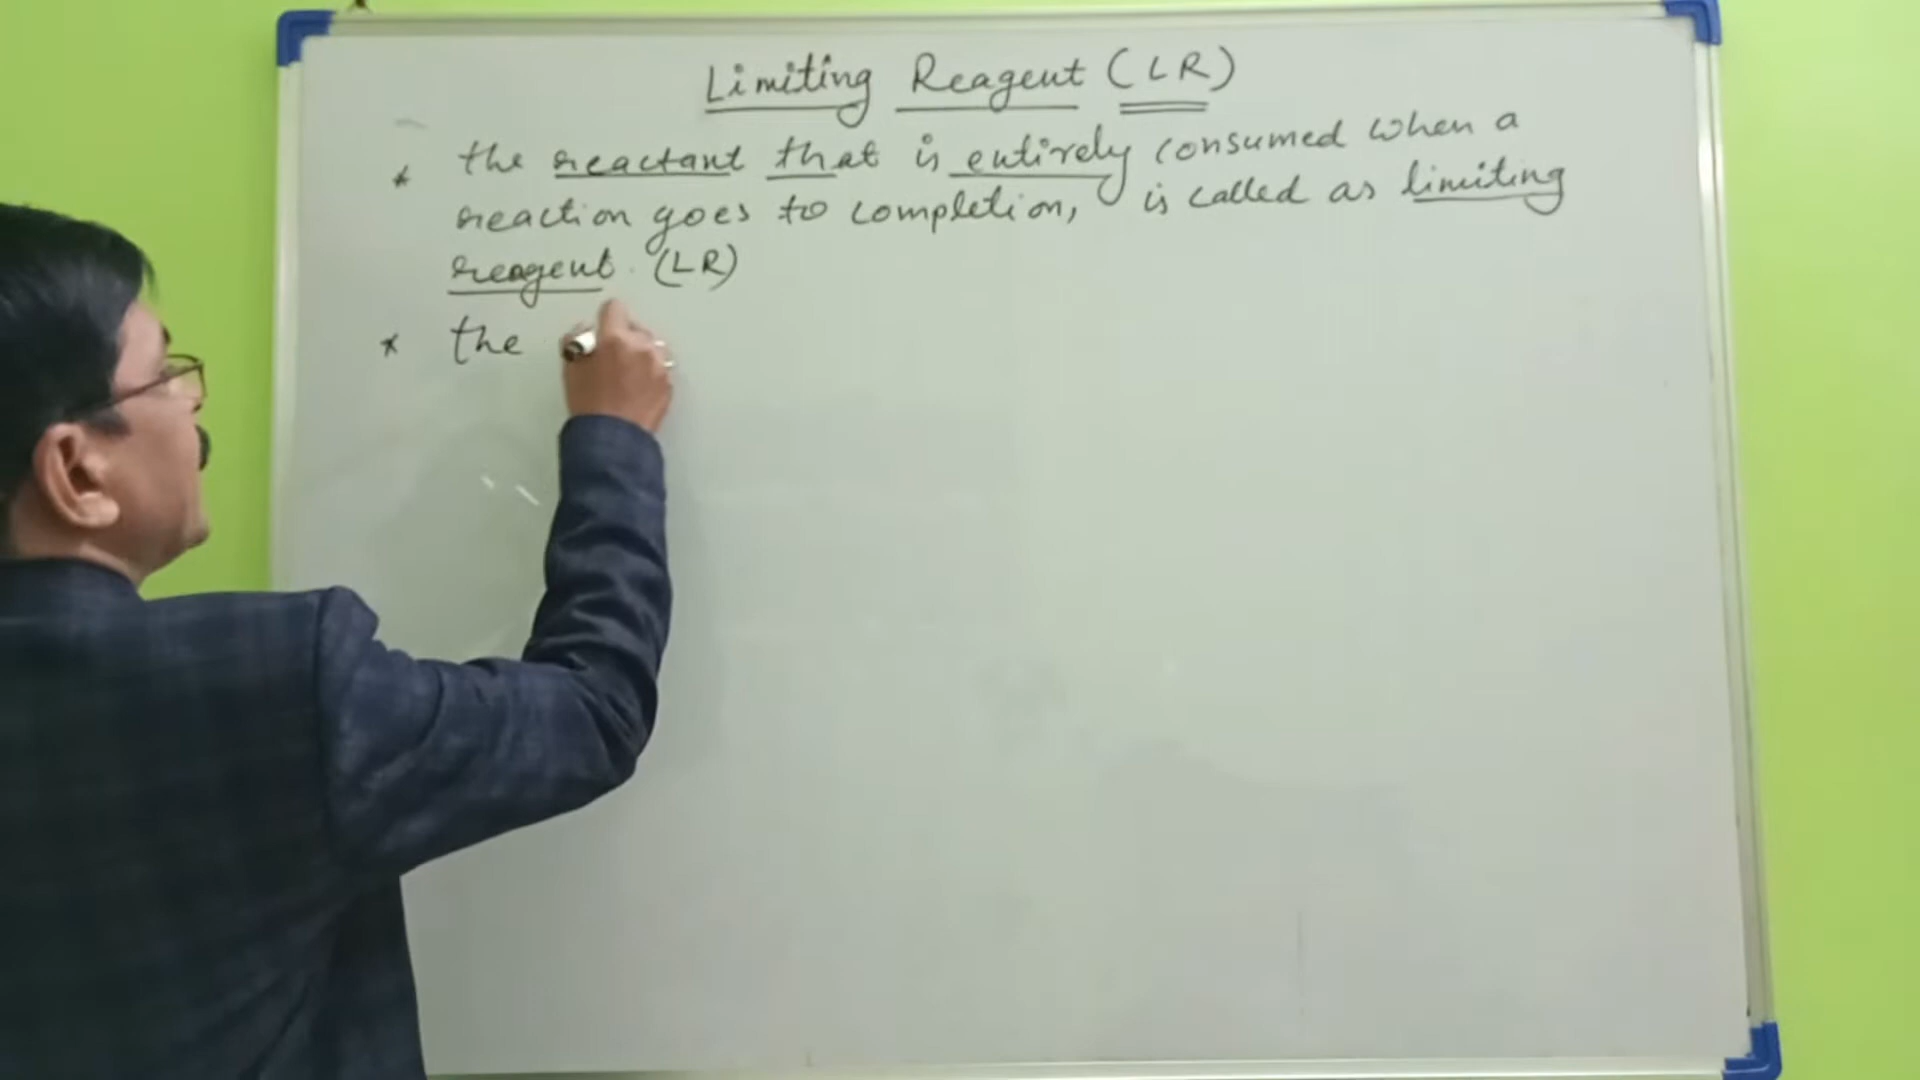 Limiting Reagent (LR)
* the reactant that is entirely consumed when a
reaction goes to completion, is called as limiting
reagent. (LR)
* the